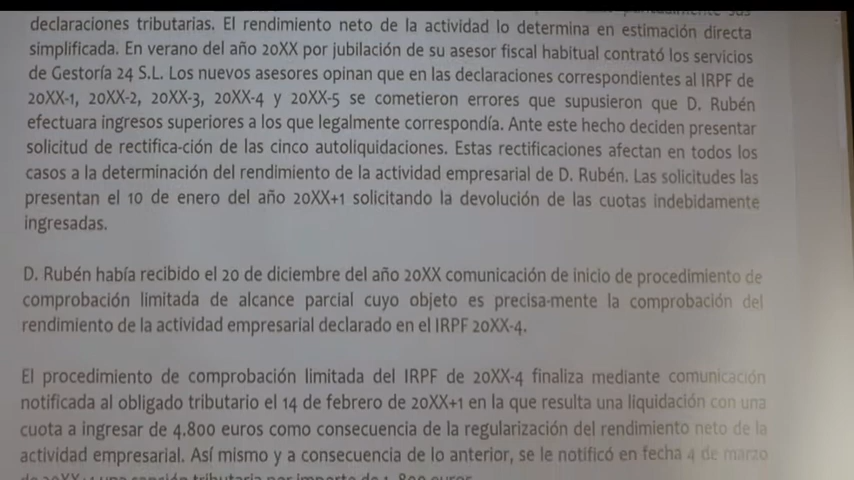 declaraciones tributarias. El rendimiento neto de la actividad lo determina en estimación directa
simplificada. En verano del año 20XX por jubilación de su asesor fiscal habitual contrató los servicios
de Gestoría 24 S.L. Los nuevos asesores opinan que en las declaraciones correspondientes al IRPF de
20XX-1, 20XX-2, 20XX-3, 20XX-4 y 20XX-5 se cometieron errores que supusieron que D. Rubén
efectuara ingresos superiores a los que legalmente correspondía. Ante este hecho deciden presentar
solicitud de rectifica-ción de las cinco autoliquidaciones. Estas rectificaciones afectan en todos los
casos a la determinación del rendimiento de la actividad empresarial de D. Rubén. Las solicitudes las
presentan el 10 de enero del año 20XX+1 solicitando la devolución de las cuotas indebidamente
ingresadas.
D. Rubén había recibido el 20 de diciembre del año 20XX comunicación de inicio de procedimiento de
comprobación limitada de alcance parcial cuyo objeto es precisa-mente la comprobación del
rendimiento de la actividad empresarial declarado en el IRPF 20XX-4.
El procedimiento de comprobación limitada del IRPF de 20XX-4 finaliza mediante comunicación
notificada al obligado tributario el 14 de febrero de 20XX+1 en la que resulta una liquidación con una
cuota a ingresar de 4.800 euros como consecuencia de la regularización del rendimiento neto de la
actividad empresarial. Así mismo y a consecuencia de lo anterior, se le notificó en fecha 4 de marzo